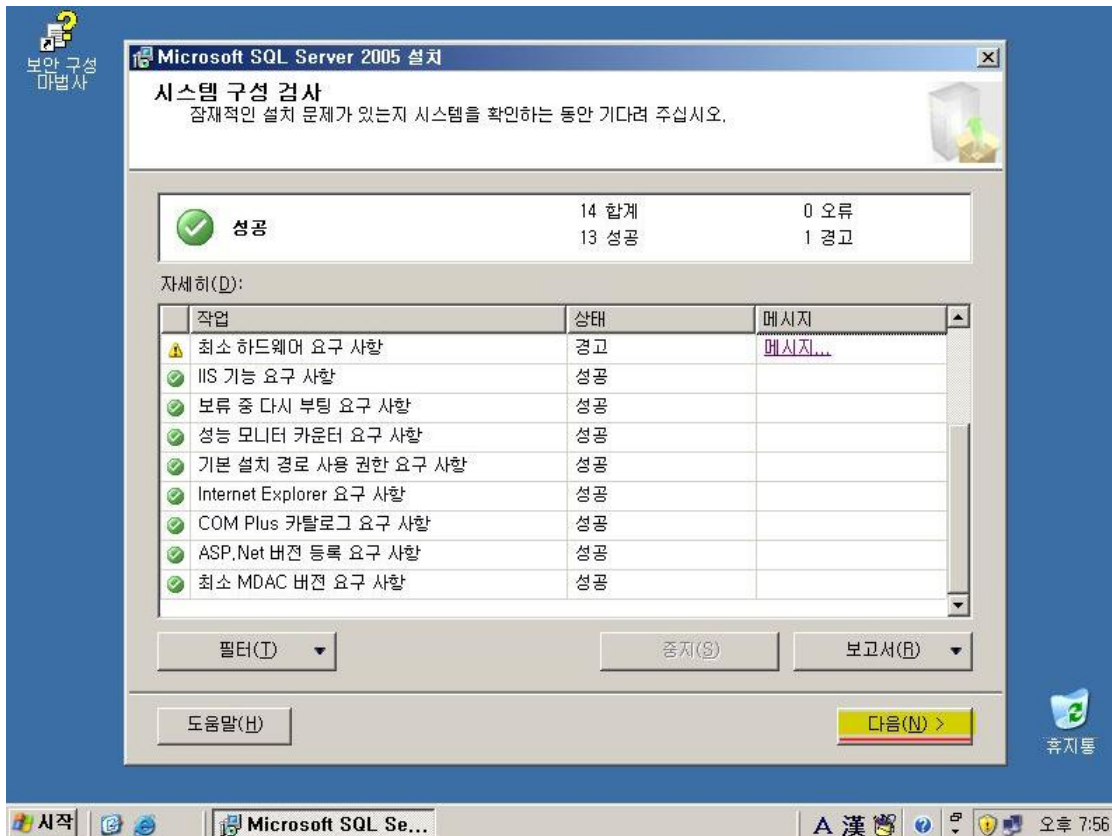 보안 구성
마법사
Microsoft SQL Server 2005 설치
시스템 구성 검사
잠재적인 설치 문제가 있는지 시스템을 확인하는 동안 기다려 주십시오.
성공
14 합계
0 오류
13 성공
1 경고
자세히(D):
작업 상태 메시지
최소 하드웨어 요구 사항 경고 메시지...
IIS 기능 요구 사항 성공
보류 중 다시 부팅 요구 사항 성공
성능 모니터 카운터 요구 사항 성공
기본 설치 경로 사용 권한 요구 사항 성공
Internet Explorer 요구 사항 성공
COM Plus 카탈로그 요구 사항 성공
ASP.Net 버전 등록 요구 사항 성공
최소 MDAC 버전 요구 사항 성공
필터(T) 중지(S) 보고서(R)
도움말(H) 다음(N) >
휴지통
시작 Microsoft SQL Se... A 漢 오후 7:56